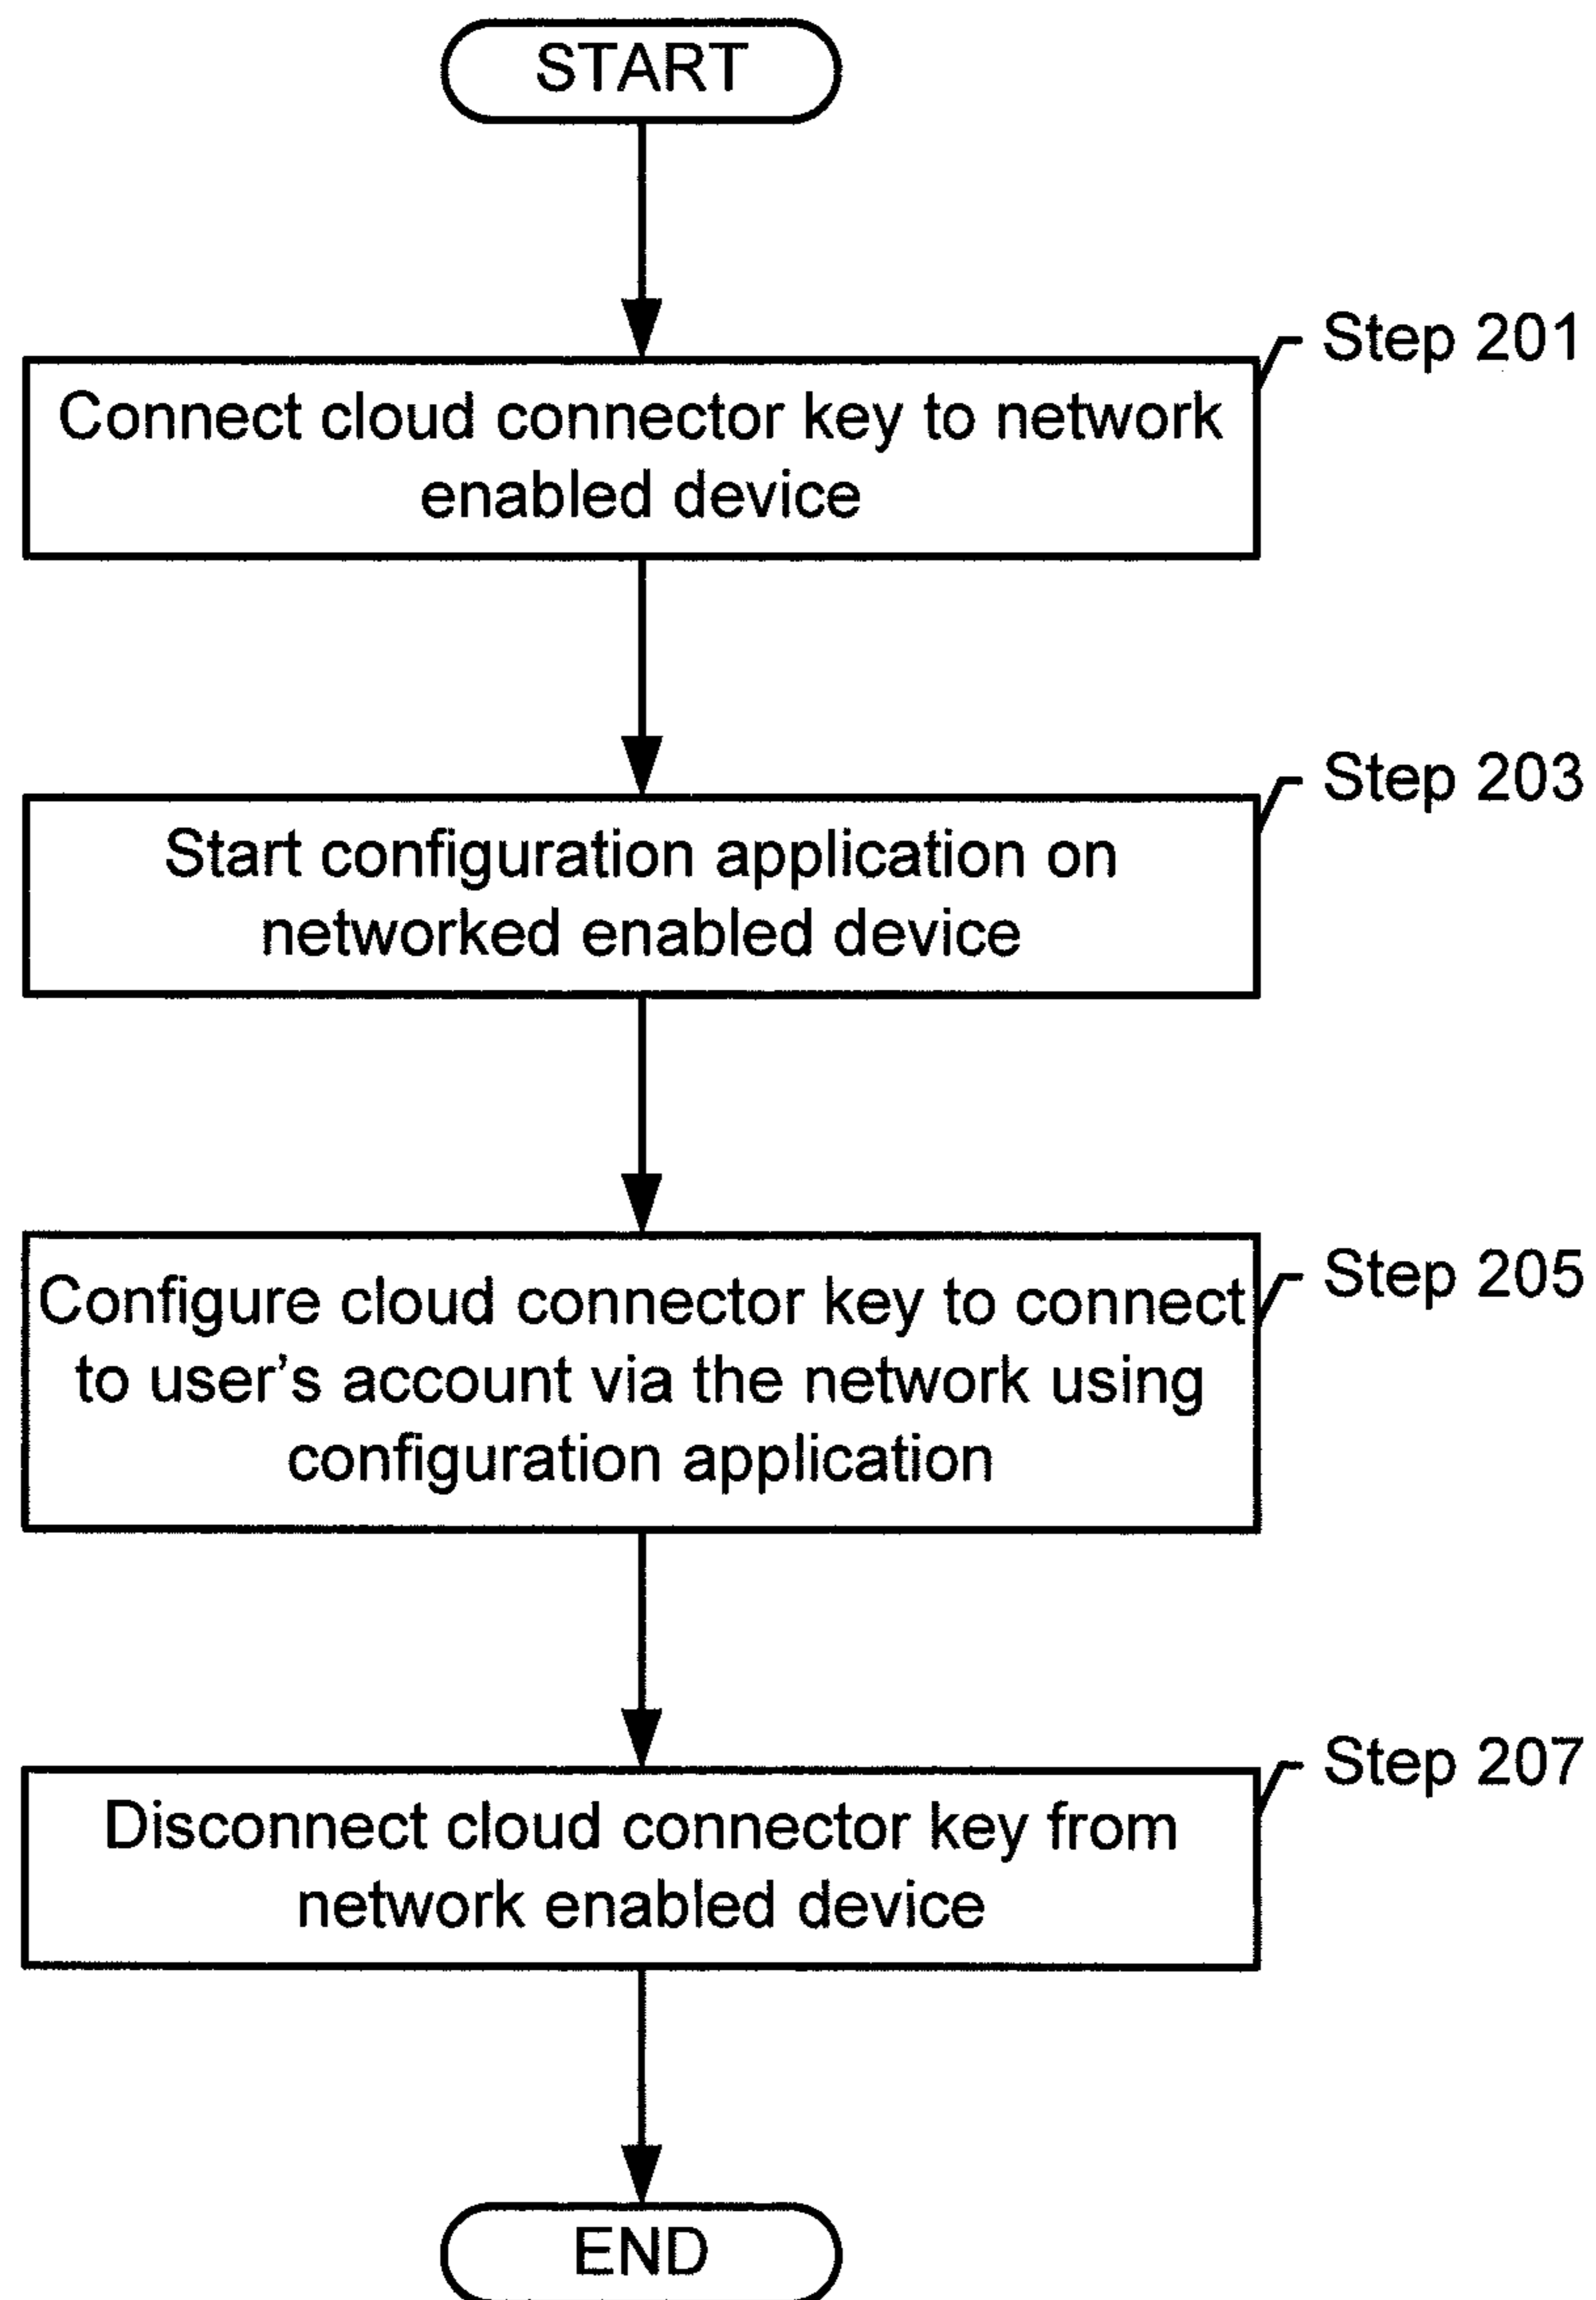 START
Step 201
Connect cloud connector key to network
enabled device
Step 203
Start configuration application on
networked enabled device
Step 205
Configure cloud connector key to connect
to user's account via the network using
configuration application
Step 207
Disconnect cloud connector key from
network enabled device
END